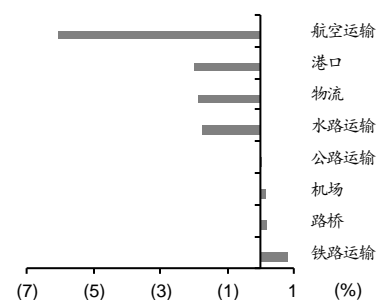 航空运输
港口
物流
水路运输
公路运输
机场
路桥
铁路运输
(7) (5) (3) (1) 1 (%)